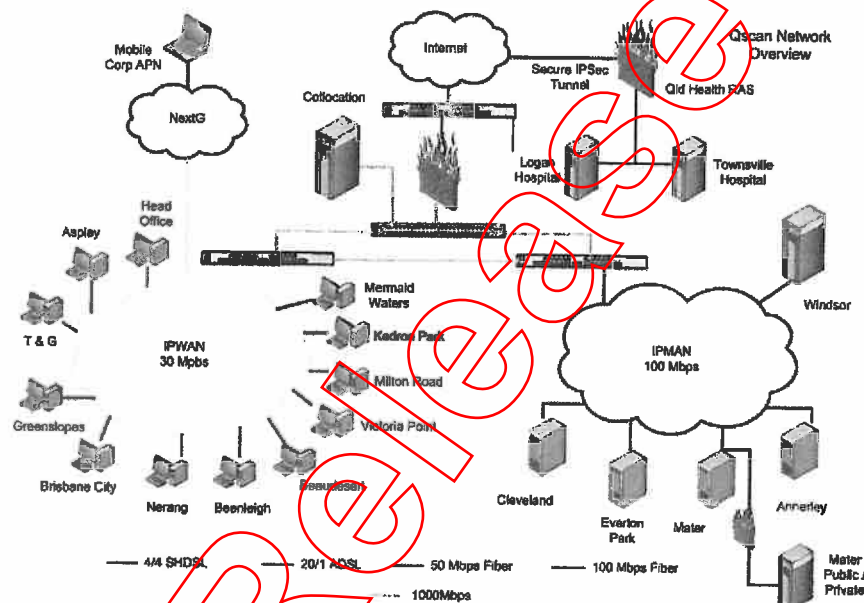 Qscan Network
Overview
Mobile
Corp APN
Internet
Secure IPSec
Tunnel
Qld Health RAS
NextG
Collocation
Logan
Hospital
Townsville
Hospital
Head
Office
Aspley
Mermaid
Waters
Windsor
T & G
Kedron Park
IPWAN
30 Mpbs
IPMAN
100 Mbps
Milton Road
Greenslopes
Victoria Point
Brisbane City
Nerang
Beenleigh
Beaudesert
Cleveland
Everton
Park
Mater
Annerley
4/4 SHDSL
20/1 ADSL
50 Mbps Fiber
100 Mbps Fiber
Mater
Public /
Private
1000Mbps
Release